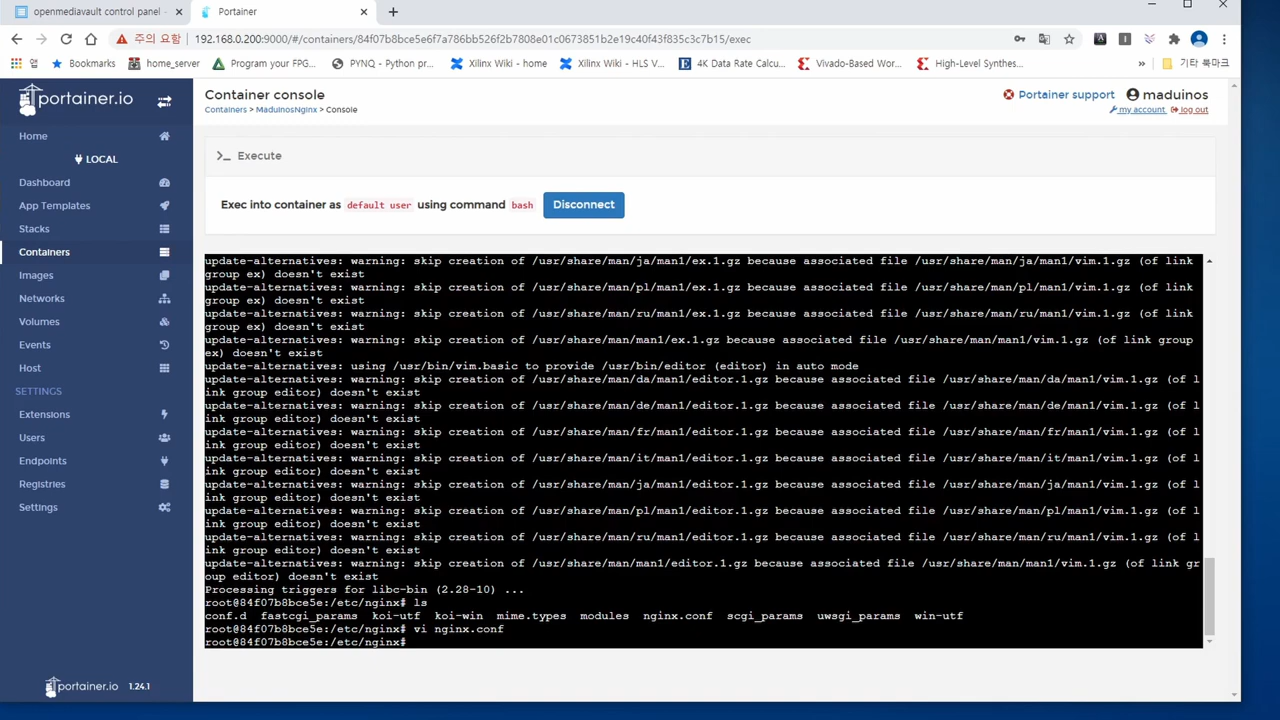 openmediavault control panel -
Portainer
주의 요함
192.168.0.200:9000/#/containers/84f07b8bce5e6f7a786bb526f2b7808e01c0673851b2e19c40f43f835c3c7b15/exec
앱
Bookmarks
home_server
Program your FPG...
PYNQ - Python pr...
Xilinx Wiki - home
Xilinx Wiki - HLS V...
4K Data Rate Calcu...
Vivado-Based Wor...
High-Level Synthes...
»
기타 북마크
portainer.io
Home
LOCAL
Dashboard
App Templates
Stacks
Containers
Images
Networks
Volumes
Events
Host
SETTINGS
Extensions
Users
Endpoints
Registries
Settings
portainer.io 1.24.1
Container console
Containers > MaduinosNginx > Console
Portainer support
maduinos
my account
log out
>_ Execute
Exec into container as default user using command bash
Disconnect
update-alternatives: warning: skip creation of /usr/share/man/ja/man1/ex.1.gz because associated file /usr/share/man/ja/man1/vim.1.gz (of link
group ex) doesn't exist
update-alternatives: warning: skip creation of /usr/share/man/pl/man1/ex.1.gz because associated file /usr/share/man/pl/man1/vim.1.gz (of link
group ex) doesn't exist
update-alternatives: warning: skip creation of /usr/share/man/ru/man1/ex.1.gz because associated file /usr/share/man/ru/man1/vim.1.gz (of link
group ex) doesn't exist
update-alternatives: warning: skip creation of /usr/share/man/man1/ex.1.gz because associated file /usr/share/man/man1/vim.1.gz (of link group
ex) doesn't exist
update-alternatives: using /usr/bin/vim.basic to provide /usr/bin/editor (editor) in auto mode
update-alternatives: warning: skip creation of /usr/share/man/da/man1/editor.1.gz because associated file /usr/share/man/da/man1/vim.1.gz (of l
ink group editor) doesn't exist
update-alternatives: warning: skip creation of /usr/share/man/de/man1/editor.1.gz because associated file /usr/share/man/de/man1/vim.1.gz (of l
ink group editor) doesn't exist
update-alternatives: warning: skip creation of /usr/share/man/fr/man1/editor.1.gz because associated file /usr/share/man/fr/man1/vim.1.gz (of l
ink group editor) doesn't exist
update-alternatives: warning: skip creation of /usr/share/man/it/man1/editor.1.gz because associated file /usr/share/man/it/man1/vim.1.gz (of l
ink group editor) doesn't exist
update-alternatives: warning: skip creation of /usr/share/man/ja/man1/editor.1.gz because associated file /usr/share/man/ja/man1/vim.1.gz (of l
ink group editor) doesn't exist
update-alternatives: warning: skip creation of /usr/share/man/pl/man1/editor.1.gz because associated file /usr/share/man/pl/man1/vim.1.gz (of l
ink group editor) doesn't exist
update-alternatives: warning: skip creation of /usr/share/man/ru/man1/editor.1.gz because associated file /usr/share/man/ru/man1/vim.1.gz (of l
ink group editor) doesn't exist
update-alternatives: warning: skip creation of /usr/share/man/man1/editor.1.gz because associated file /usr/share/man/man1/vim.1.gz (of link gr
oup editor) doesn't exist
Processing triggers for libc-bin (2.28-10) ...
root@84f07b8bce5e:/etc/nginx# ls
conf.d fastcgi_params koi-utf koi-win mime.types modules nginx.conf scgi_params uwsgi_params win-utf
root@84f07b8bce5e:/etc/nginx# vi nginx.conf
root@84f07b8bce5e:/etc/nginx#